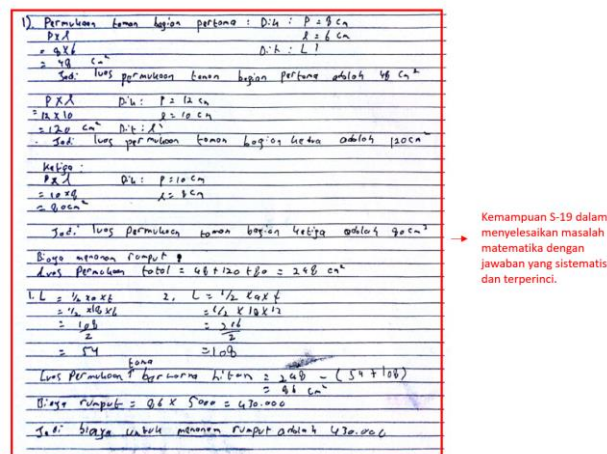 1) Permukaan taman bagian pertama : Dik : P = 8 cm
P x l l = 6 cm
= 8 x 6 Dit : L ?
= 48 cm²
Jadi luas permukaan taman bagian pertama adalah 48 cm²
P x l Dik : P = 12 cm
= 12 x 10 l = 10 cm
= 120 cm² Dit : L ?
Jadi luas permukaan taman bagian kedua adalah 120 cm²
Ketiga :
P x l Dik : P = 10 cm
= 10 x 8 l = 8 cm
= 80 cm²
Jadi luas permukaan taman bagian ketiga adalah 80 cm²
Biaya menanam rumput :
Luas Permukaan total = 48 + 120 + 80 = 248 cm²
1. L = 1/2 x a x t 2. L = 1/2 x a x t
= 1/2 x 18 x 6 = 1/2 x 18 x 12
= 108/2 = 216/2
= 54 = 108
Luas Permukaan taman berwarna hitam = 248 - (54 + 108)
= 86 cm²
Biaya rumput = 86 x 5000 = 430.000
Jadi biaya untuk menanam rumput adalah 430.000
Kemampuan S-19 dalam
menyelesaikan masalah
matematika dengan
jawaban yang sistematis
dan terperinci.